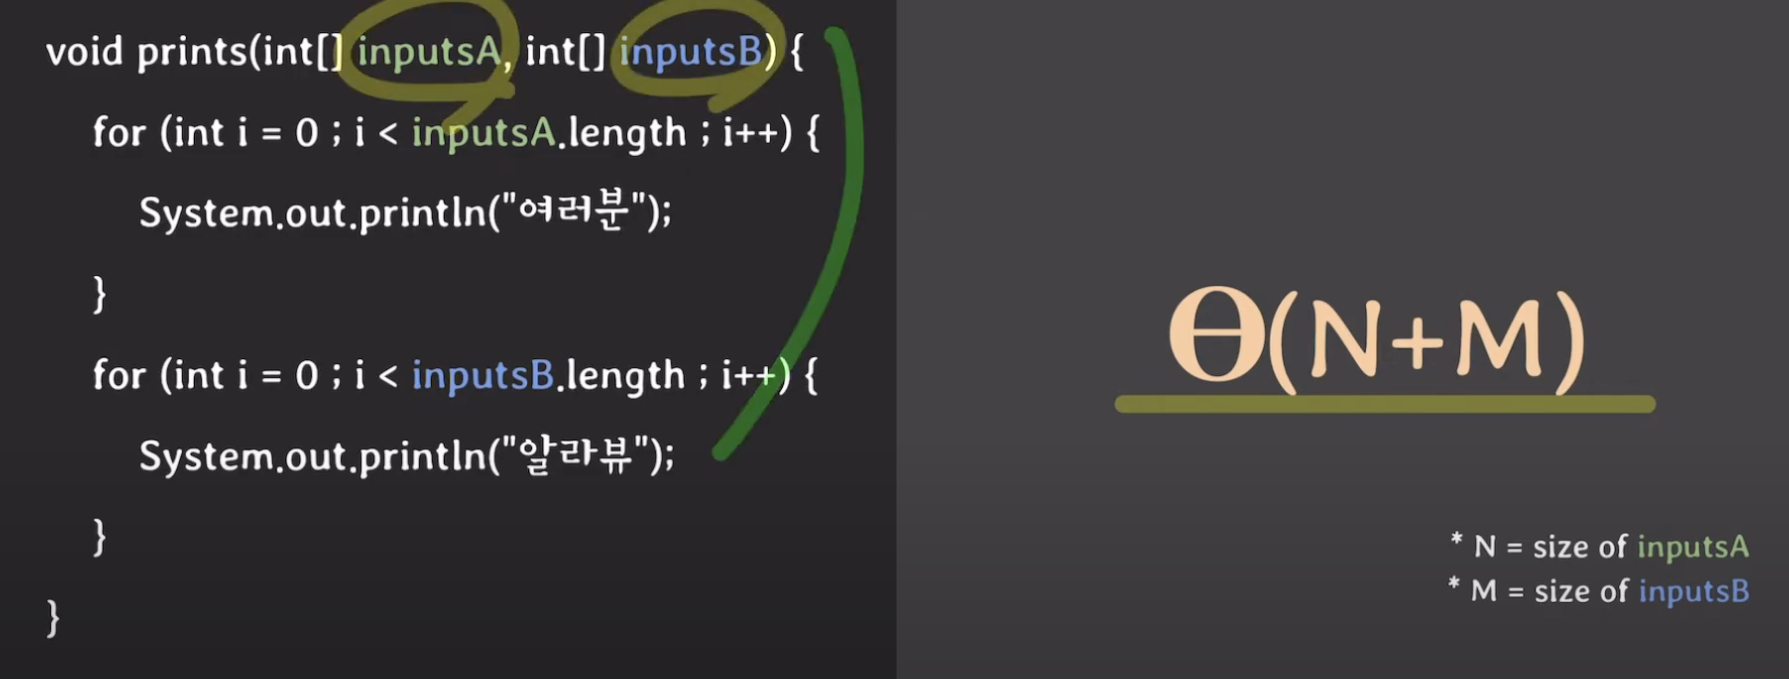 void prints(int[] inputsA, int[] inputsB) {
for (int i = 0 ; i < inputsA.length ; i++) {
System.out.println("여러분");
}
for (int i = 0 ; i < inputsB.length ; i++) {
System.out.println("알라뷰");
}
}
Θ(N+M)
* N = size of inputsA
* M = size of inputsB